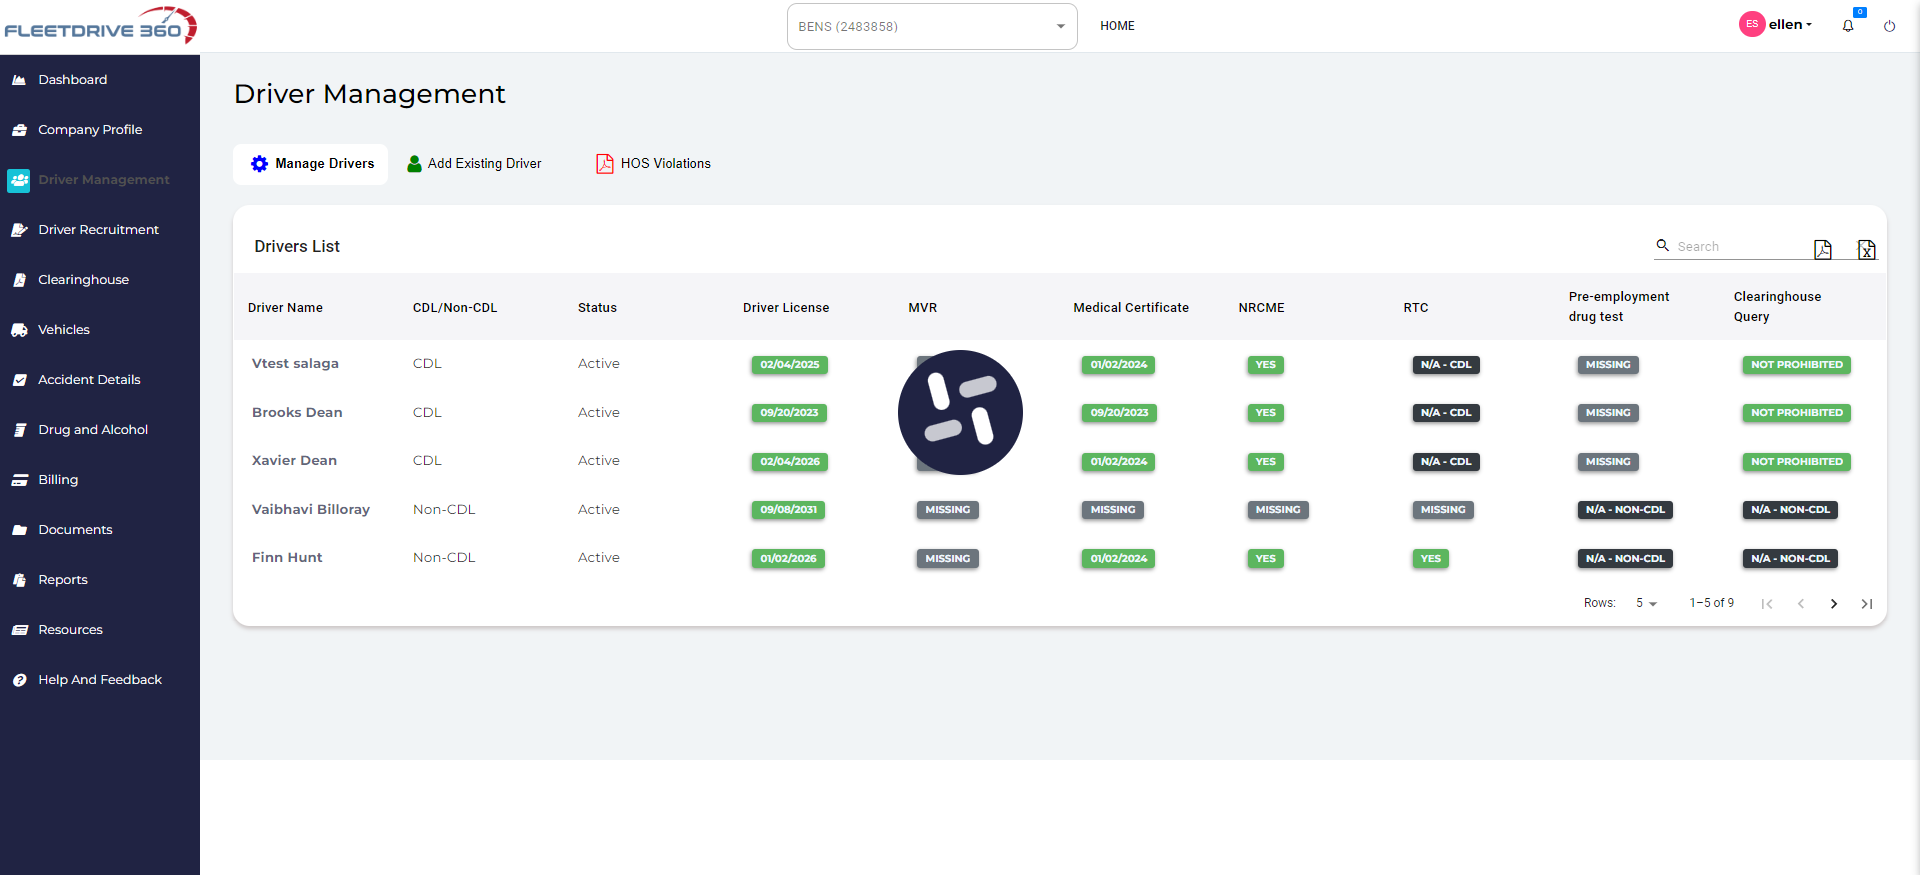 FLEETDRIVE 360
BENS (2483858)
HOME
ES
ellen
0
Dashboard
Company Profile
Driver Management
Driver Recruitment
Clearinghouse
Vehicles
Accident Details
Drug and Alcohol
Billing
Documents
Reports
Resources
Help And Feedback
Driver Management
Manage Drivers
Add Existing Driver
HOS Violations
Drivers List
Search
Driver Name CDL/Non-CDL Status Driver License MVR Medical Certificate NRCME RTC Pre-employment drug test Clearinghouse Query
Vtest salaga CDL Active 02/04/2025 01/02/2024 YES N/A - CDL MISSING NOT PROHIBITED
Brooks Dean CDL Active 09/20/2023 09/20/2023 YES N/A - CDL MISSING NOT PROHIBITED
Xavier Dean CDL Active 02/04/2026 01/02/2024 YES N/A - CDL MISSING NOT PROHIBITED
Vaibhavi Billoray Non-CDL Active 09/08/2031 MISSING MISSING MISSING MISSING N/A - NON-CDL N/A - NON-CDL
Finn Hunt Non-CDL Active 01/02/2026 MISSING 01/02/2024 YES YES N/A - NON-CDL N/A - NON-CDL
Rows: 5 1-5 of 9